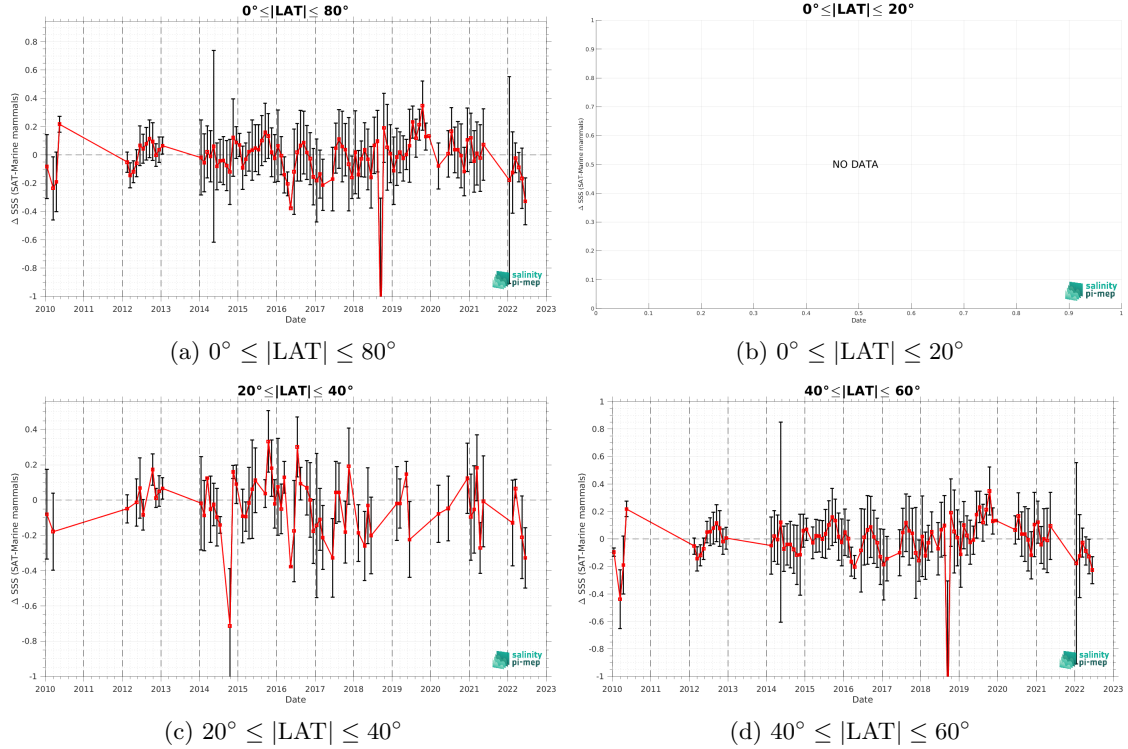 0°≤|LAT|≤ 80°
Δ SSS (SAT-Marine mammals)
0.8
0.6
0.4
0.2
0
-0.2
-0.4
-0.6
-0.8
-1
2010 2011 2012 2013 2014 2015 2016 2017 2018 2019 2020 2021 2022 2023
Date
salinity
pi-mep
(a) 0° ≤ |LAT| ≤ 80°
0°≤|LAT|≤ 20°
Δ SSS (SAT-Marine mammals)
1
0.9
0.8
0.7
0.6
0.5
0.4
0.3
0.2
0.1
0
NO DATA
0 0.1 0.2 0.3 0.4 0.5 0.6 0.7 0.8 0.9 1
Date
salinity
pi-mep
(b) 0° ≤ |LAT| ≤ 20°
20°≤|LAT|≤ 40°
Δ SSS (SAT-Marine mammals)
0.4
0.2
0
-0.2
-0.4
-0.6
-0.8
-1
2010 2011 2012 2013 2014 2015 2016 2017 2018 2019 2020 2021 2022 2023
Date
salinity
pi-mep
(c) 20° ≤ |LAT| ≤ 40°
40°≤|LAT|≤ 60°
Δ SSS (SAT-Marine mammals)
1
0.8
0.6
0.4
0.2
0
-0.2
-0.4
-0.6
-0.8
-1
2010 2011 2012 2013 2014 2015 2016 2017 2018 2019 2020 2021 2022 2023
Date
salinity
pi-mep
(d) 40° ≤ |LAT| ≤ 60°